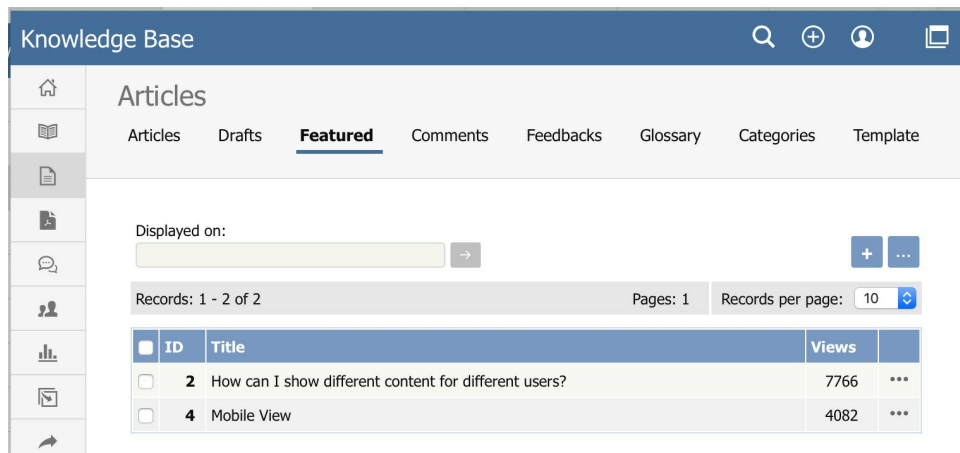 Knowledge Base
Articles
Articles Drafts Featured Comments Feedbacks Glossary Categories Template
Displayed on:
+ ...
Records: 1 - 2 of 2 Pages: 1 Records per page: 10
ID Title Views
2 How can I show different content for different users? 7766 •••
4 Mobile View 4082 •••